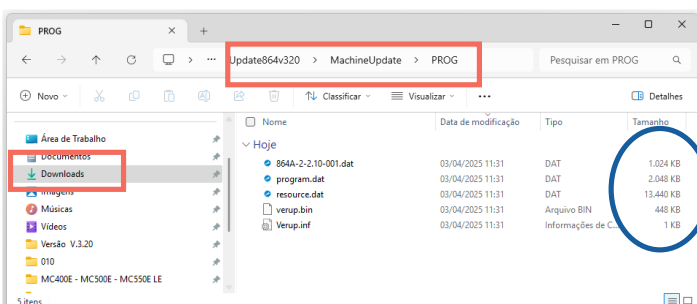 PROG
Update864v320 > MachineUpdate > PROG
Pesquisar em PROG
Novo
Classificar
Visualizar
Detalhes
Nome Data de modificação Tipo Tamanho
Hoje
864A-2-2.10-001.dat 03/04/2025 11:31 DAT 1.024 KB
program.dat 03/04/2025 11:31 DAT 2.048 KB
resource.dat 03/04/2025 11:31 DAT 13.440 KB
verup.bin 03/04/2025 11:31 Arquivo BIN 448 KB
Verup.inf 03/04/2025 11:31 Informações de C... 1 KB
Área de Trabalho
Documentos
Downloads
Imagens
Músicas
Vídeos
Versão V.3.20
010
MC400E - MC500E - MC550E LE
5 itens